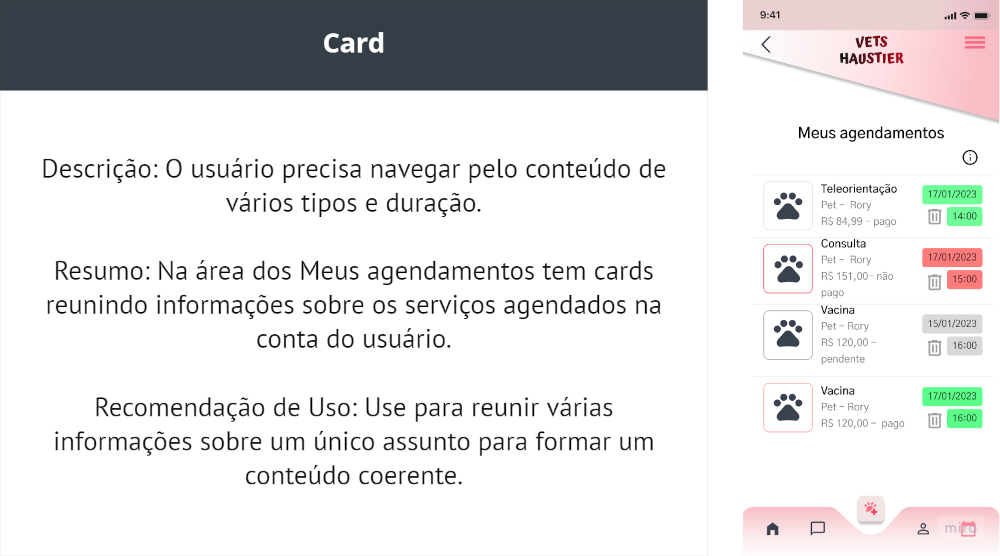 Card
Descrição: O usuário precisa navegar pelo conteúdo de
vários tipos e duração.
Resumo: Na área dos Meus agendamentos tem cards
reunindo informações sobre os serviços agendados na
conta do usuário.
Recomendação de Uso: Use para reunir várias
informações sobre um único assunto para formar um
conteúdo coerente.
9:41
VETS
HAUSTIER
Meus agendamentos
Teleorientação
Pet - Rory
R$ 84,99 - pago
17/01/2023
14:00
Consulta
Pet - Rory
R$ 151,00- não
pago
17/01/2023
15:00
Vacina
Pet - Rory
R$ 120,00 -
pendente
15/01/2023
16:00
Vacina
Pet - Rory
R$ 120,00 - pago
17/01/2023
16:00
miro